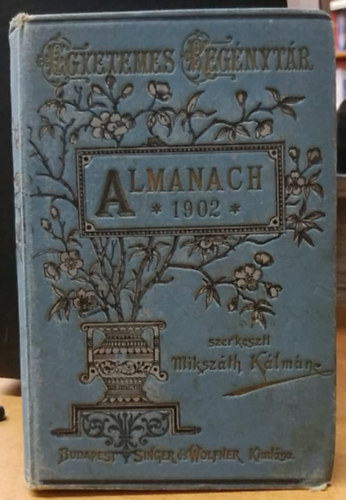 EGYETEMES REGÉNYTÁR.
ALMANACH
* 1902 *
szerkeszti
Mikszáth Kálmán
BUDAPEST SINGER és WOLFNER Kiadása.